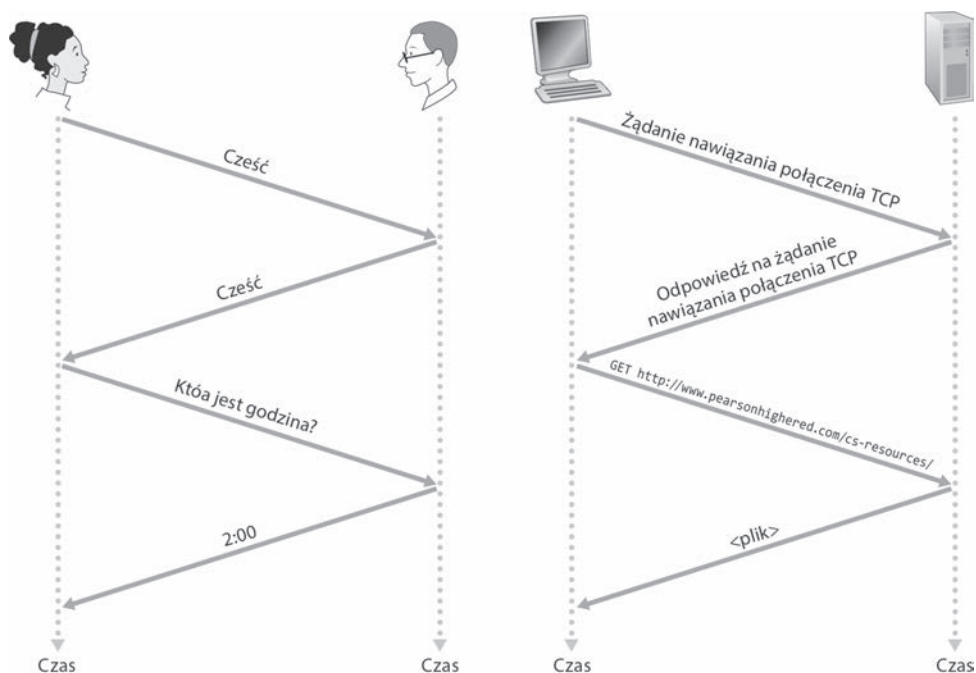 Cześć
Cześć
Któa jest godzina?
2:00
Czas
Czas
Żądanie nawiązania połączenia TCP
Odpowiedź na żądanie
nawiązania połączenia TCP
GET http://www.pearsonhighered.com/cs-resources/
<plik>
Czas
Czas